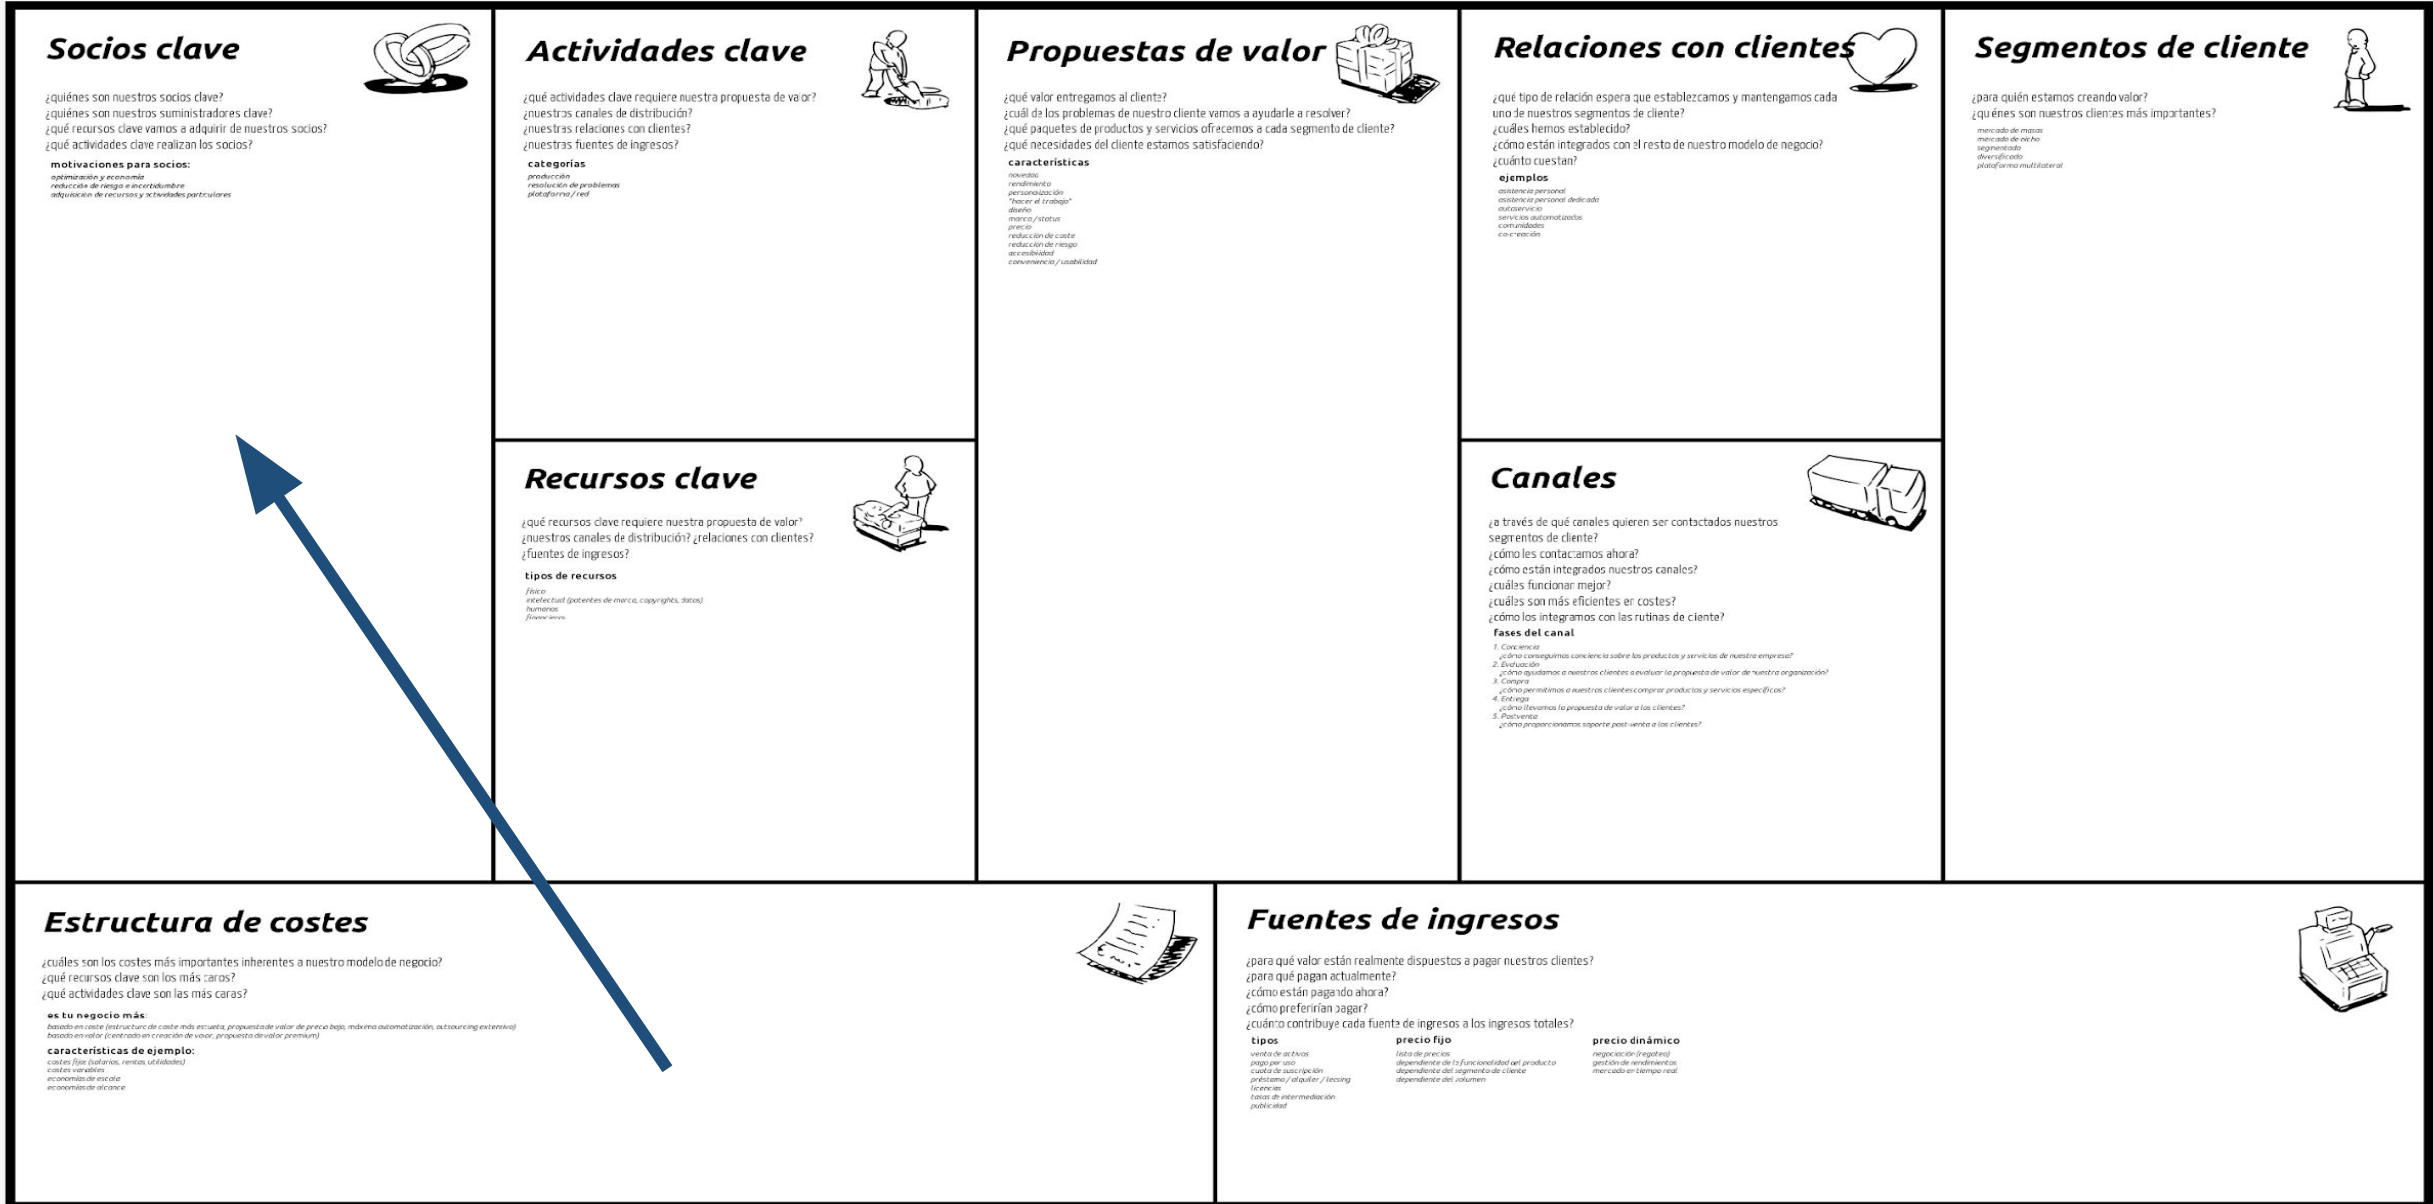 Socios clave
¿quiénes son nuestros socios clave?
¿quiénes son nuestros suministradores clave?
¿qué recursos clave vamos a adquirir de nuestros socios?
¿qué actividades clave realizan los socios?
motivaciones para socios:
optimización y economía
reducción de riesgo e incertidumbre
adquisición de recursos y actividades particulares
Actividades clave
¿qué actividades clave requiere nuestra propuesta de valor?
¿nuestros canales de distribución?
¿nuestras relaciones con clientes?
¿nuestras fuentes de ingresos?
categorías
producción
resolución de problemas
plataforma / red
Recursos clave
¿qué recursos clave requiere nuestra propuesta de valor?
¿nuestros canales de distribución? ¿relaciones con clientes?
¿fuentes de ingresos?
tipos de recursos
físico
intelectual (patentes de marca, copyrights, datos)
humanos
financieros
Propuestas de valor
¿qué valor entregamos al cliente?
¿cuál de los problemas de nuestro cliente vamos a ayudarle a resolver?
¿qué paquetes de productos y servicios ofrecemos a cada segmento de cliente?
¿qué necesidades del cliente estamos satisfaciendo?
características
novedad
rendimiento
personalización
"hacer el trabajo"
diseño
marca / status
precio
reducción de coste
reducción de riesgo
accesibilidad
conveniencia / usabilidad
Relaciones con clientes
¿qué tipo de relación espera que establezcamos y mantengamos cada
uno de nuestros segmentos de cliente?
¿cuáles hemos establecido?
¿cómo están integrados con el resto de nuestro modelo de negocio?
¿cuánto cuestan?
ejemplos
asistencia personal
asistencia personal dedicada
autoservicio
servicios automatizados
comunidades
co-creación
Canales
¿a través de qué canales quieren ser contactados nuestros
segmentos de cliente?
¿cómo les contactamos ahora?
¿cómo están integrados nuestros canales?
¿cuáles funcionar mejor?
¿cuáles son más eficientes en costes?
¿cómo los integramos con las rutinas de cliente?
fases del canal
1. Conciencia
¿cómo conseguimos conciencia sobre los productos y servicios de nuestra empresa?
2. Evaluación
¿cómo ayudamos a nuestros clientes a evaluar la propuesta de valor de nuestra organización?
3. Compra
¿cómo permitimos a nuestros clientes comprar productos y servicios específicos?
4. Entrega
¿cómo llevamos la propuesta de valor a los clientes?
5. Postventa
¿cómo proporcionamos soporte post-venta a los clientes?
Segmentos de cliente
¿para quién estamos creando valor?
¿quiénes son nuestros clientes más importantes?
mercado de masas
mercado de nicho
segmentado
diversificado
plataforma multilateral
Estructura de costes
¿cuáles son los costes más importantes inherentes a nuestro modelo de negocio?
¿qué recursos clave son los más caros?
¿qué actividades clave son las más caras?
es tu negocio más:
basado en coste (estructura de coste más escueta, propuesta de valor de precio bajo, máxima automatización, outsourcing extensivo)
basado en valor (centrado en creación de valor, propuesta de valor premium)
características de ejemplo:
costes fijos (salarios, rentas, utilidades)
costes variables
economías de escala
economías de alcance
Fuentes de ingresos
¿para qué valor están realmente dispuestos a pagar nuestros clientes?
¿para qué pagan actualmente?
¿cómo están pagando ahora?
¿cómo preferirían pagar?
¿cuánto contribuye cada fuente de ingresos a los ingresos totales?
tipos
venta de activos
pago por uso
cuota de suscripción
préstamo / alquiler / leasing
licencias
tasas de intermediación
publicidad
precio fijo
lista de precios
dependiente de la funcionalidad del producto
dependiente del segmento de cliente
dependiente del volumen
precio dinámico
negociación (regateo)
gestión de rendimientos
mercado en tiempo real